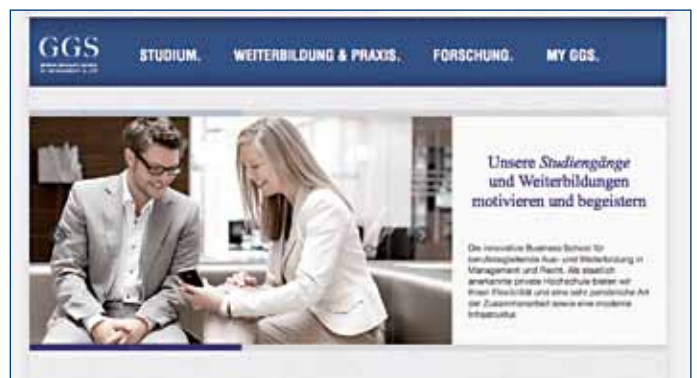 GGS
STUDIUM.
WEITERBILDUNG & PRAXIS.
FORSCHUNG.
MY GGS.
Unsere Studiengänge
und Weiterbildungen
motivieren und begeistern
Die innovative Business School für
berufsbegleitende Aus- und Weiterbildung in
Management und Recht. Als staatlich
anerkannte private Hochschule bieten wir
Ihnen Flexibilität und eine sehr persönliche Art
der Zusammenarbeit sowie eine moderne
Infrastruktur.